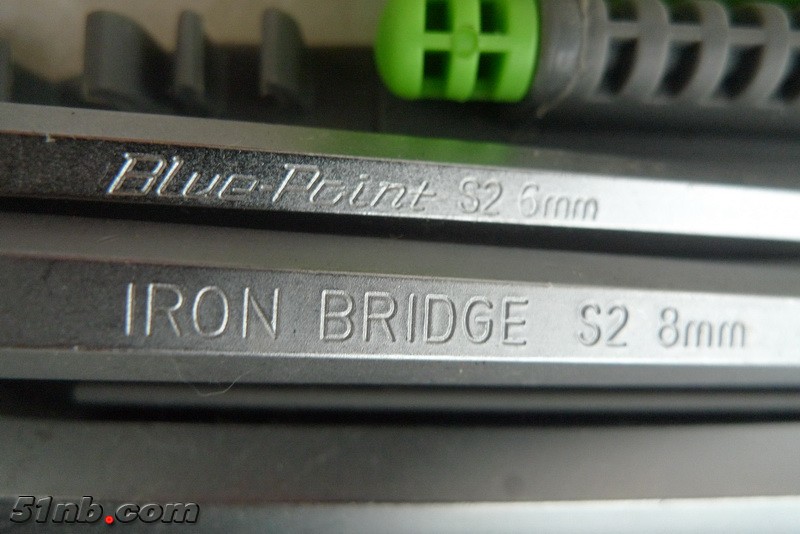 Blue-Point S2 6mm
IRON BRIDGE S2 8mm
51nb.com